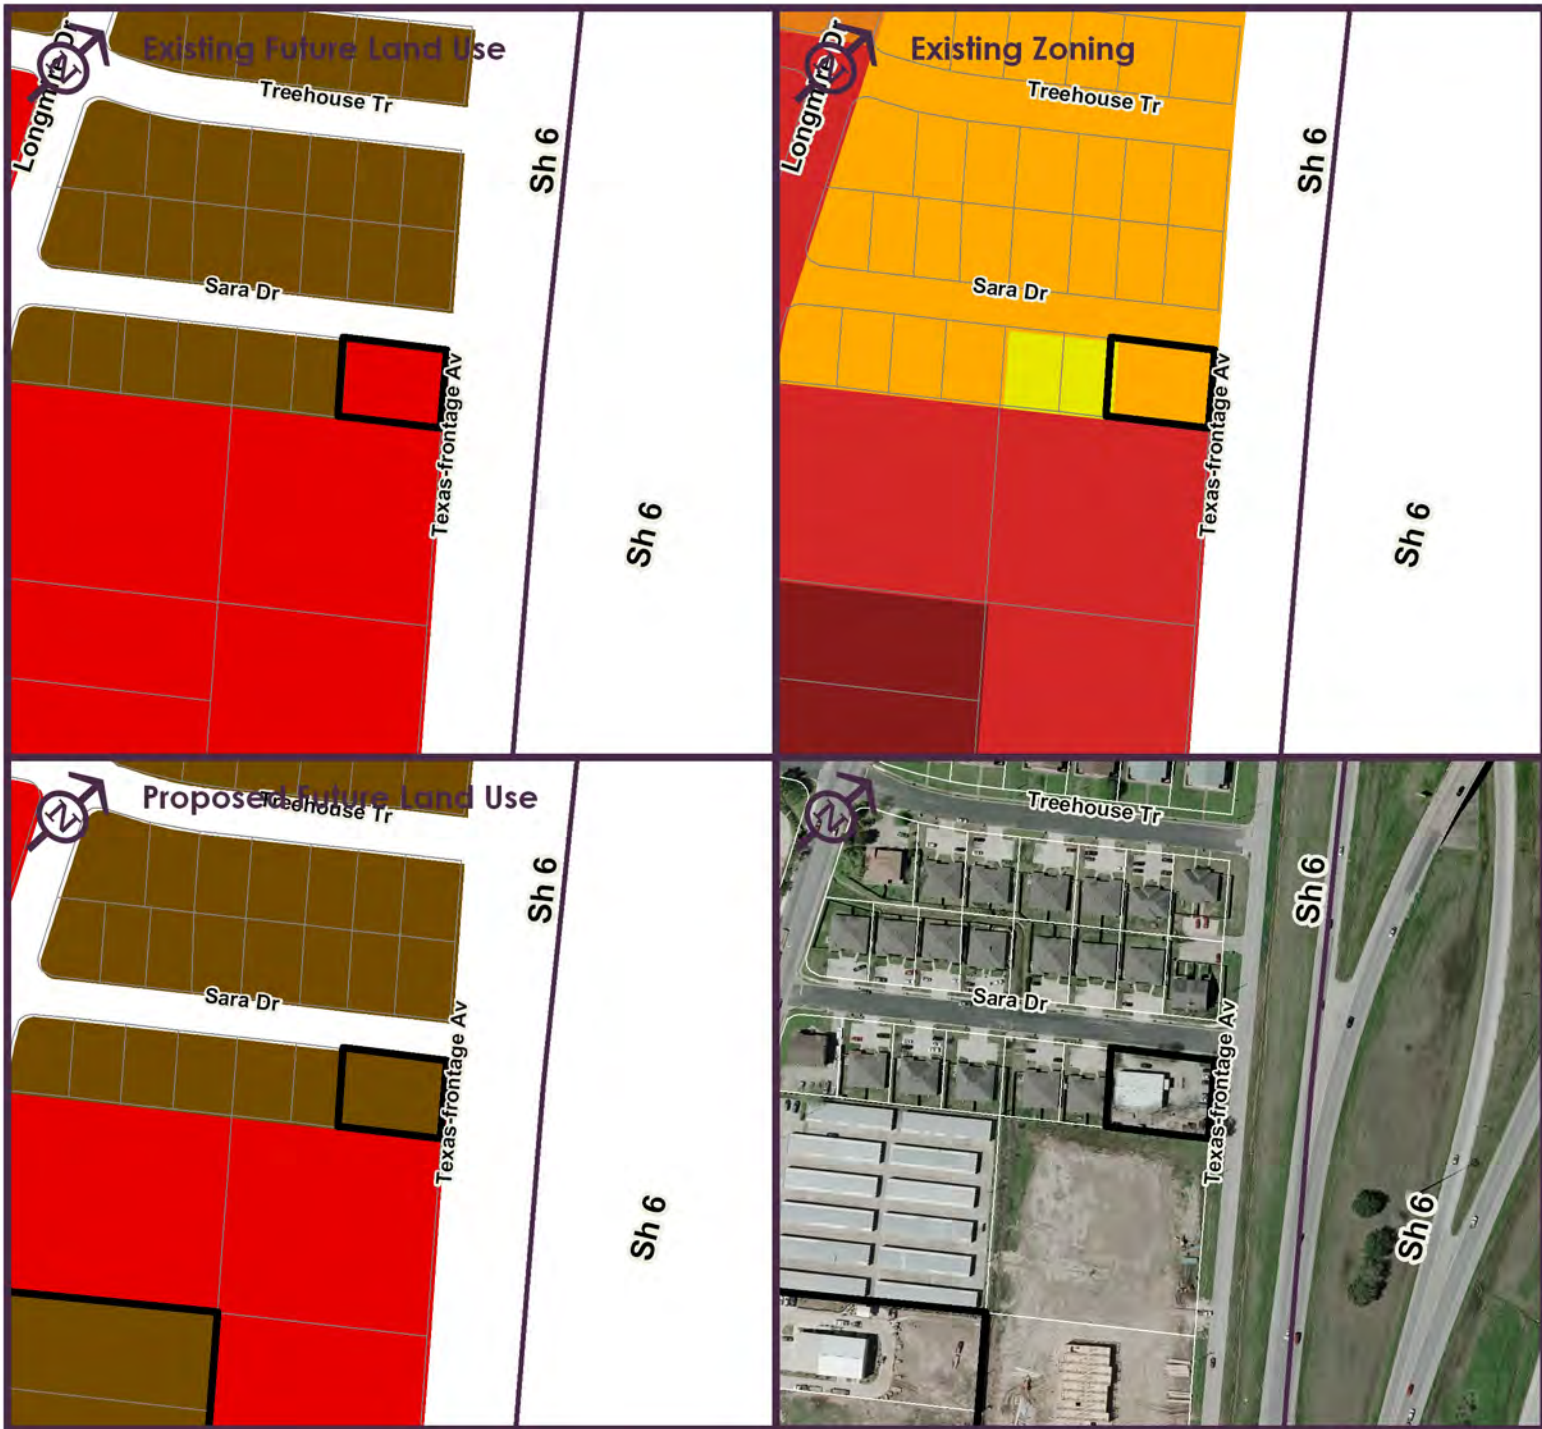 Existing Future Land Use
N
Longmire Dr
Treehouse Tr
Sh 6
Sara Dr
Texas-frontage Av
Sh 6
Existing Zoning
N
Longmire Dr
Treehouse Tr
Sh 6
Sara Dr
Texas-frontage Av
Sh 6
Proposed Future Land Use
N
Treehouse Tr
Sh 6
Sara Dr
Texas-frontage Av
Sh 6
N
Treehouse Tr
Sh 6
Sara Dr
Texas-frontage Av
Sh 6